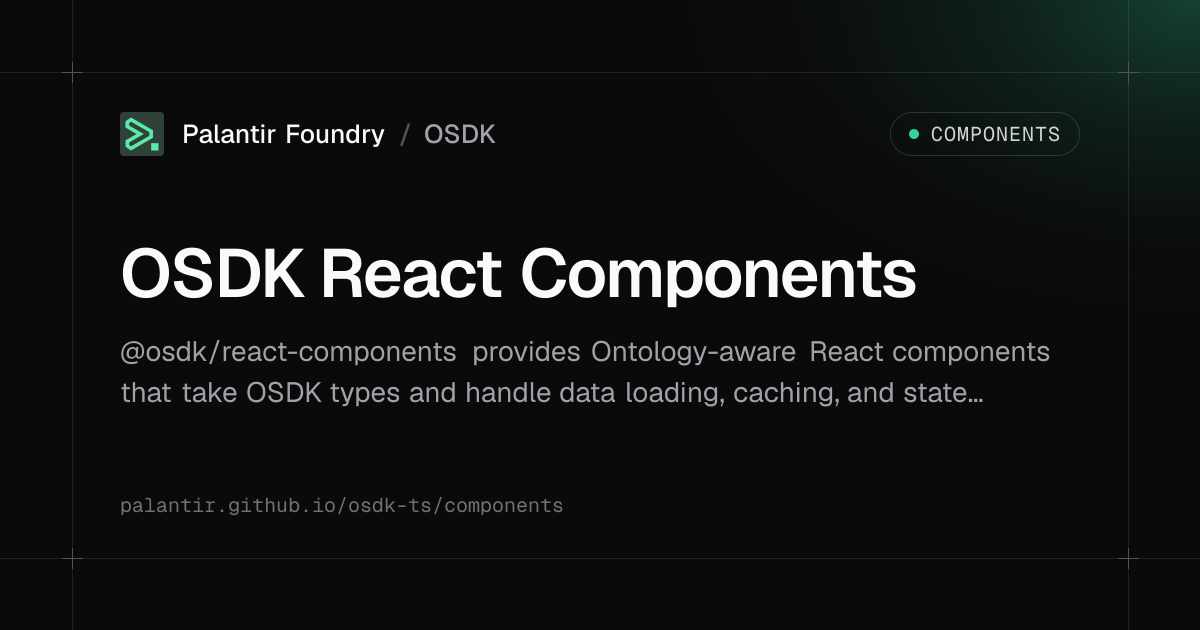 Palantir Foundry / OSDK
COMPONENTS
OSDK React Components
@osdk/react-components provides Ontology-aware React components
that take OSDK types and handle data loading, caching, and state…
palantir.github.io/osdk-ts/components